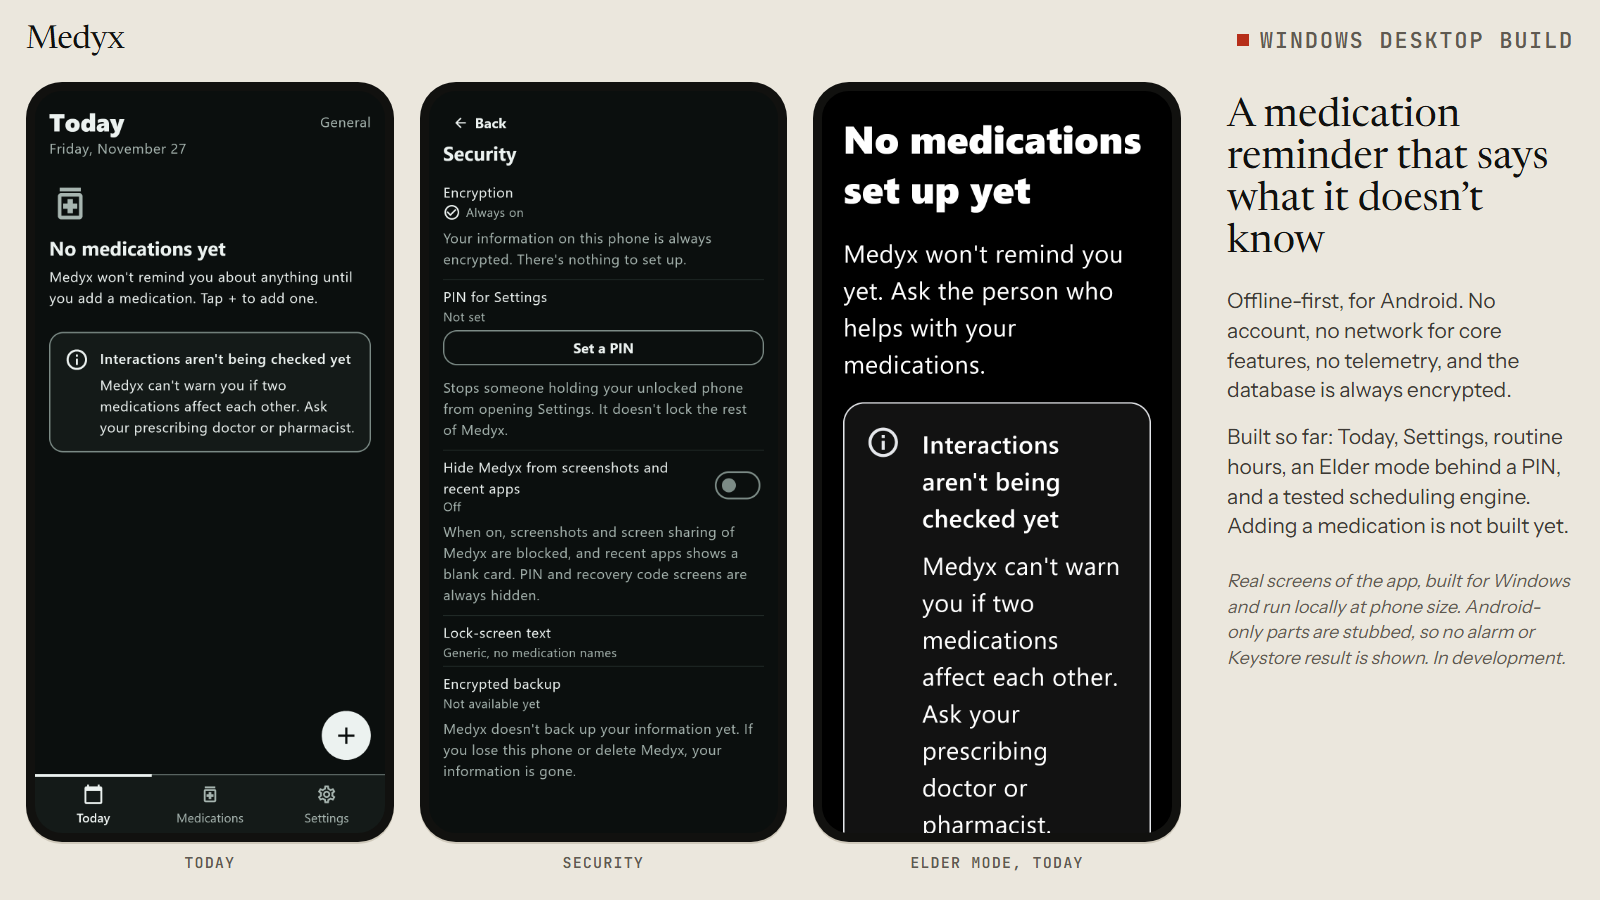 Medyx
WINDOWS DESKTOP BUILD
Today
General
Friday, November 27
No medications yet
Medyx won't remind you about anything until
you add a medication. Tap + to add one.
Interactions aren't being checked yet
Medyx can't warn you if two
medications affect each other. Ask
your prescribing doctor or pharmacist.
+
Today
Medications
Settings
TODAY
← Back
Security
Encryption
Always on
Your information on this phone is always
encrypted. There's nothing to set up.
PIN for Settings
Not set
Set a PIN
Stops someone holding your unlocked phone
from opening Settings. It doesn't lock the rest
of Medyx.
Hide Medyx from screenshots and
recent apps
Off
When on, screenshots and screen sharing of
Medyx are blocked, and recent apps shows a
blank card. PIN and recovery code screens are
always hidden.
Lock-screen text
Generic, no medication names
Encrypted backup
Not available yet
Medyx doesn't back up your information yet. If
you lose this phone or delete Medyx, your
information is gone.
SECURITY
No medications
set up yet
Medyx won't remind you
yet. Ask the person who
helps with your
medications.
Interactions
aren't being
checked yet
Medyx can't warn
you if two
medications
affect each other.
Ask your
prescribing
doctor or
pharmacist.
ELDER MODE, TODAY
A medication
reminder that says
what it doesn’t
know
Offline-first, for Android. No
account, no network for core
features, no telemetry, and the
database is always encrypted.
Built so far: Today, Settings, routine
hours, an Elder mode behind a PIN,
and a tested scheduling engine.
Adding a medication is not built yet.
Real screens of the app, built for Windows
and run locally at phone size. Android-
only parts are stubbed, so no alarm or
Keystore result is shown. In development.